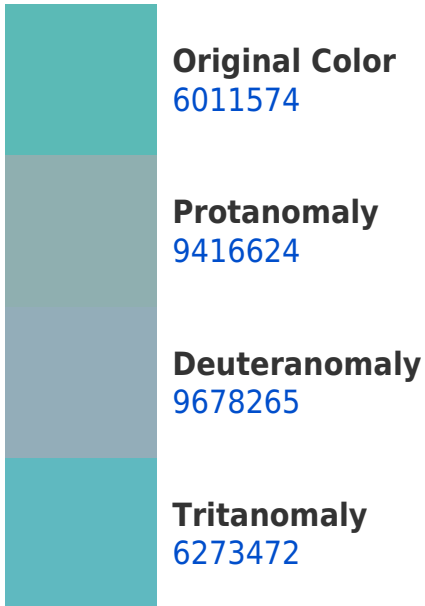 Original Color
6011574
Protanomaly
9416624
Deuteranomaly
9678265
Tritanomaly
6273472